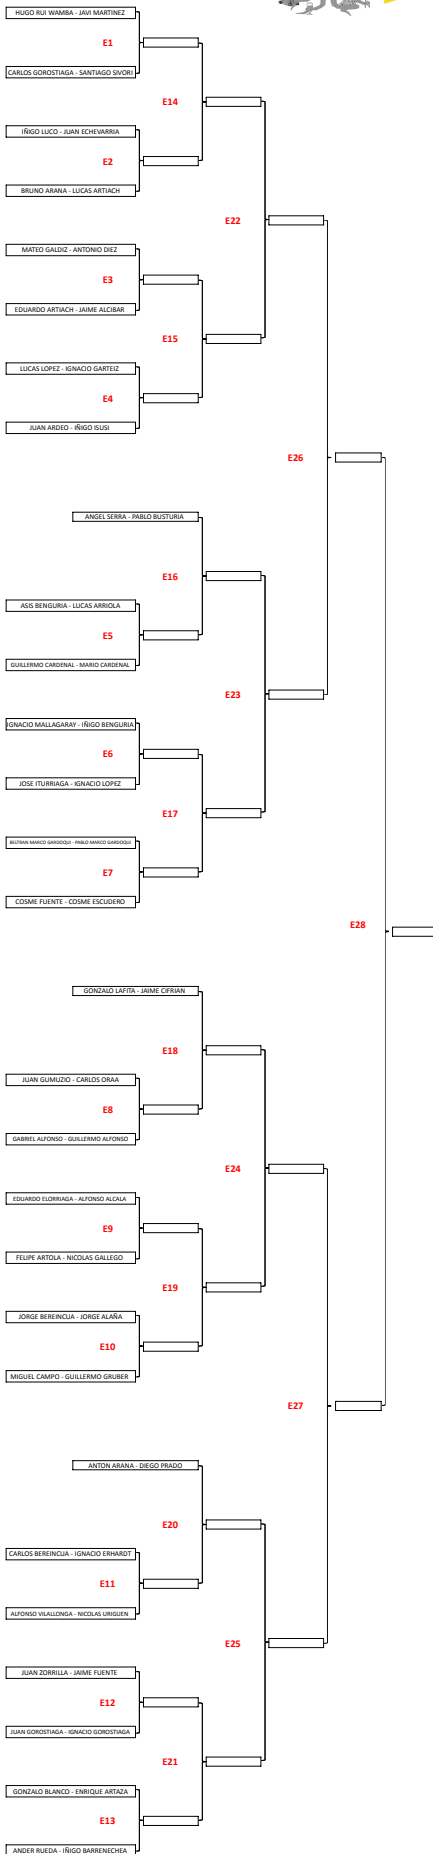 HUGO RUI WAMBA - JAVI MARTINEZ
E1
CARLOS GOROSTIAGA - SANTIAGO SIVORI
E14
IÑIGO LUCO - JUAN ECHEVARRIA
E2
BRUNO ARANA - LUCAS ARTIACH
E22
MATEO GALDIZ - ANTONIO DIEZ
E3
EDUARDO ARTIACH - JAIME ALCIBAR
E15
LUCAS LOPEZ - IGNACIO GARTEIZ
E4
JUAN ARDEO - IÑIGO ISUSI
E26
ANGEL SERRA - PABLO BUSTURIA
E16
ASIS BENGURIA - LUCAS ARRIOLA
E5
GUILLERMO CARDENAL - MARIO CARDENAL
E23
IGNACIO MALLAGARAY - IÑIGO BENGURIA
E6
JOSE ITURRIAGA - IGNACIO LOPEZ
E17
BELTRAN MARCO GARDOQUI - PABLO MARCO GARDOQUI
E7
COSME FUENTE - COSME ESCUDERO
E28
GONZALO LAFITA - JAIME CIFRIAN
E18
JUAN GUMUZIO - CARLOS ORAA
E8
GABRIEL ALFONSO - GUILLERMO ALFONSO
E24
EDUARDO ELORRIAGA - ALFONSO ALCALA
E9
FELIPE ARTOLA - NICOLAS GALLEGO
E19
JORGE BEREINCUA - JORGE ALAÑA
E10
MIGUEL CAMPO - GUILLERMO GRUBER
E27
ANTON ARANA - DIEGO PRADO
E20
CARLOS BEREINCUA - IGNACIO ERHARDT
E11
ALFONSO VILALLONGA - NICOLAS URIGUEN
E25
JUAN ZORRILLA - JAIME FUENTE
E12
JUAN GOROSTIAGA - IGNACIO GOROSTIAGA
E21
GONZALO BLANCO - ENRIQUE ARTAZA
E13
ANDER RUEDA - IÑIGO BARRENECHEA